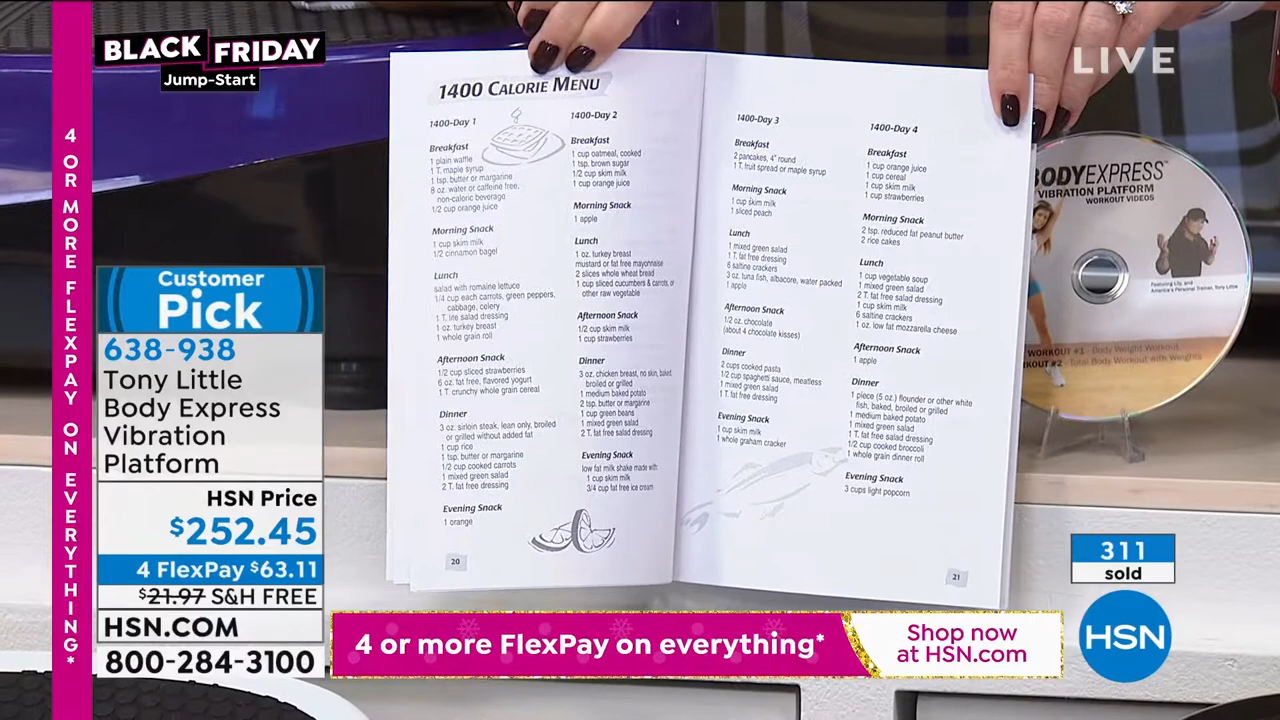 BLACK FRIDAY
Jump-Start
LIVE
4 OR MORE FLEXPAY ON EVERYTHING*
Customer
Pick
638-938
Tony Little
Body Express
Vibration
Platform
HSN Price
$252.45
4 FlexPay $63.11
$21.97 S&H FREE
HSN.COM
800-284-3100
1400 CALORIE MENU
1400-Day 1
Breakfast
1 plain waffle
1 T. maple syrup
1 tsp. butter or margarine
8 oz. water or caffeine free,
non-caloric beverage
1/2 cup orange juice
Morning Snack
1 cup skim milk
1/2 cinnamon bagel
Lunch
salad with romaine lettuce
1/4 cup each carrots, green peppers,
cabbage, celery
1 T. lite salad dressing
1 oz. turkey breast
1 whole grain roll
Afternoon Snack
1/2 cup sliced strawberries
6 oz. fat free, flavored yogurt
1 T. crunchy whole grain cereal
Dinner
3 oz. sirloin steak, lean only, broiled
or grilled without added fat
1 cup rice
1 tsp. butter or margarine
1/2 cup cooked carrots
1 mixed green salad
2 T. fat free dressing
Evening Snack
1 orange
20
1400-Day 2
Breakfast
1 cup oatmeal, cooked
1 tsp. brown sugar
1/2 cup skim milk
1 cup orange juice
Morning Snack
1 apple
Lunch
1 oz. turkey breast
mustard or fat free mayonnaise
2 slices whole wheat bread
1 cup sliced cucumbers & carrots, or
other raw vegetable
Afternoon Snack
1/2 cup skim milk
1 cup strawberries
Dinner
3 oz. chicken breast, no skin, baked
broiled or grilled
1 medium baked potato
2 tsp. butter or margarine
1 cup green beans
1 mixed green salad
2 T. fat free salad dressing
Evening Snack
low fat milk shake made with:
1 cup skim milk
3/4 cup fat free ice cream
1400-Day 3
Breakfast
2 pancakes, 4" round
1 T. fruit spread or maple syrup
Morning Snack
1 cup skim milk
1 sliced peach
Lunch
1 mixed green salad
1 T. fat free dressing
6 saltine crackers
3 oz. tuna fish, albacore, water packed
1 apple
Afternoon Snack
1/2 oz. chocolate
(about 4 chocolate kisses)
Dinner
2 cups cooked pasta
1/2 cup spaghetti sauce, meatless
1 mixed green salad
1 T. fat free dressing
Evening Snack
1 cup skim milk
1 whole graham cracker
1400-Day 4
Breakfast
1 cup orange juice
1 cup cereal
1 cup skim milk
1 cup strawberries
Morning Snack
2 tsp. reduced fat peanut butter
2 rice cakes
Lunch
1 cup vegetable soup
1 mixed green salad
2 T. fat free salad dressing
1 cup skim milk
6 saltine crackers
1 oz. low fat mozzarella cheese
Afternoon Snack
1 apple
Dinner
1 piece (5 oz.) flounder or other white
fish, baked, broiled or grilled
1 medium baked potato
1 mixed green salad
1 T. fat free salad dressing
1/2 cup cooked broccoli
1 whole grain dinner roll
Evening Snack
3 cups light popcorn
21
BODYEXPRESS
VIBRATION PLATFORM
WORKOUT VIDEOS
America's Personal Trainer, Tony Little
WORKOUT #1 - Body Weight Workout
KOUT #2 - Total Body Workout with Weights
311
sold
HSN
4 or more FlexPay on everything*
Shop now
at HSN.com